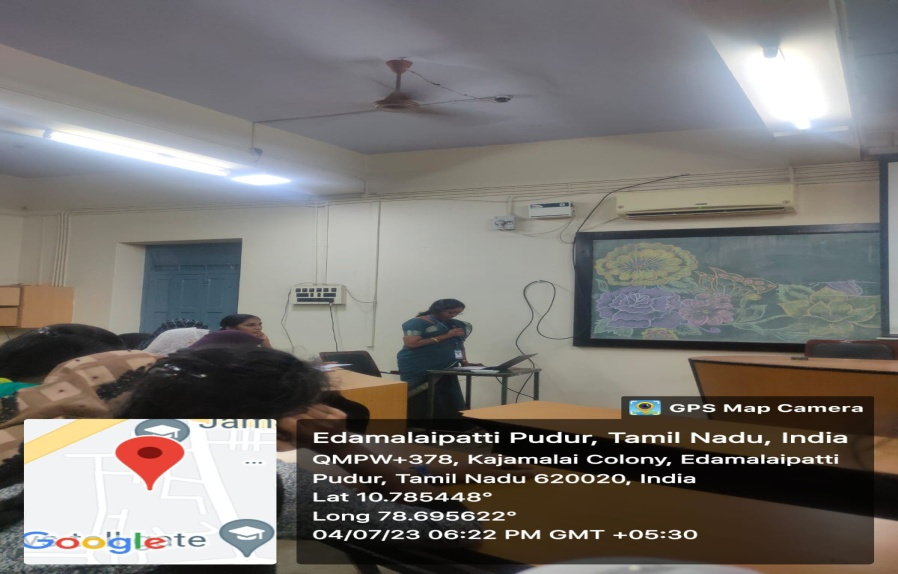 GPS Map Camera
Edamalaipatti Pudur, Tamil Nadu, India
QMPW+378, Kajamalai Colony, Edamalaipatti
Pudur, Tamil Nadu 620020, India
Lat 10.785448°
Long 78.695622°
04/07/23 06:22 PM GMT +05:30
Google